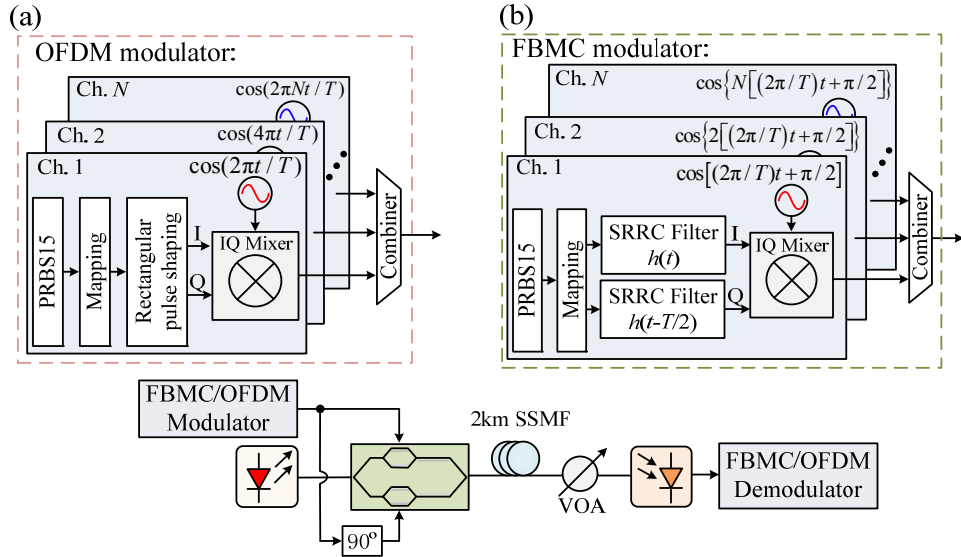 (a)
OFDM modulator:
Ch. N
cos(2πNt/T)
Ch. 2
cos(4πt/T)
Ch. 1
cos(2πt/T)
PRBS15
Mapping
Rectangular
pulse shaping
I
Q
IQ Mixer
Combiner
(b)
FBMC modulator:
Ch. N
cos{N[(2π/T)t+π/2]}
Ch. 2
cos{2[(2π/T)t+π/2]}
Ch. 1
cos[(2π/T)t+π/2]
PRBS15
Mapping
SRRC Filter
h(t)
SRRC Filter
h(t-T/2)
I
Q
IQ Mixer
Combiner
FBMC/OFDM
Modulator
90°
2km SSMF
VOA
FBMC/OFDM
Demodulator